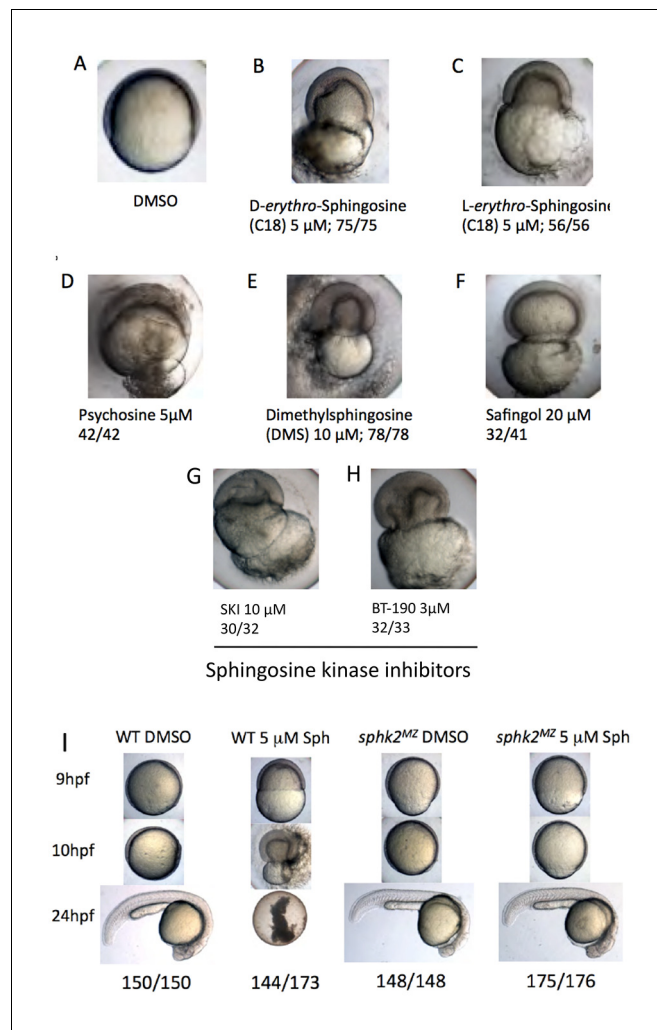 A
B
C
DMSO
D-erythro-Sphingosine
(C18) 5 µM; 75/75
L-erythro-Sphingosine
(C18) 5 µM; 56/56
D
E
F
Psychosine 5µM
42/42
Dimethylsphingosine
(DMS) 10 µM; 78/78
Safingol 20 µM
32/41
G
H
SKI 10 µM
30/32
BT-190 3µM
32/33
Sphingosine kinase inhibitors
I
WT DMSO
WT 5 µM Sph
sphk2MZ DMSO
sphk2MZ 5 µM Sph
9hpf
10hpf
24hpf
150/150
144/173
148/148
175/176